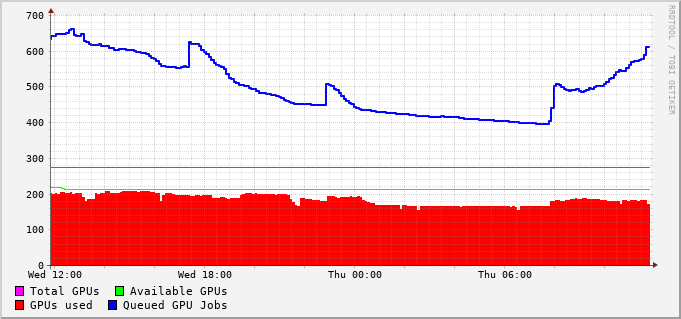 700
600
500
400
300
200
100
0
Wed 12:00 Wed 18:00 Thu 00:00 Thu 06:00
Total GPUs Available GPUs
GPUs used Queued GPU Jobs
RRDTOOL / TOBI OETIKER